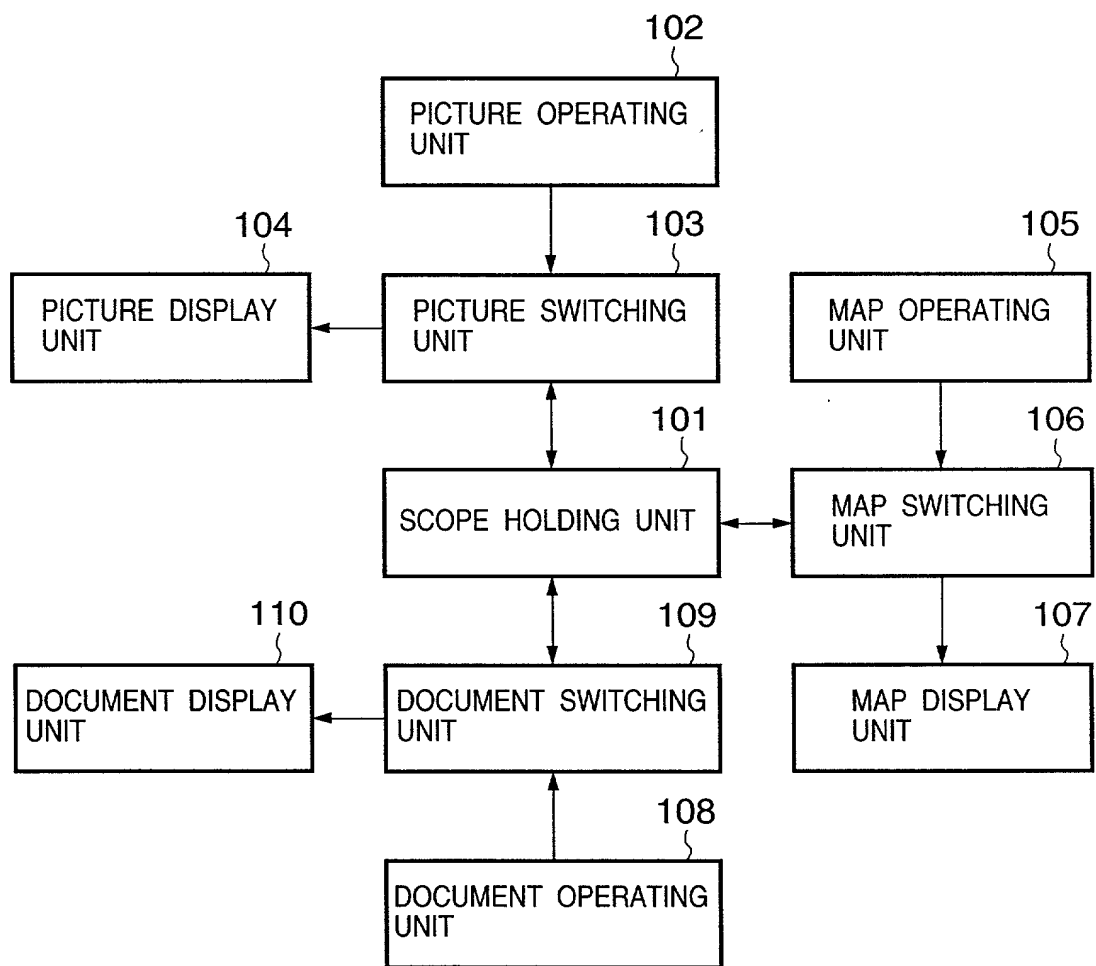 102
PICTURE OPERATING
UNIT
104
103
105
PICTURE DISPLAY
UNIT
PICTURE SWITCHING
UNIT
MAP OPERATING
UNIT
101
106
SCOPE HOLDING UNIT
MAP SWITCHING
UNIT
110
109
107
DOCUMENT DISPLAY
UNIT
DOCUMENT SWITCHING
UNIT
MAP DISPLAY
UNIT
108
DOCUMENT OPERATING
UNIT